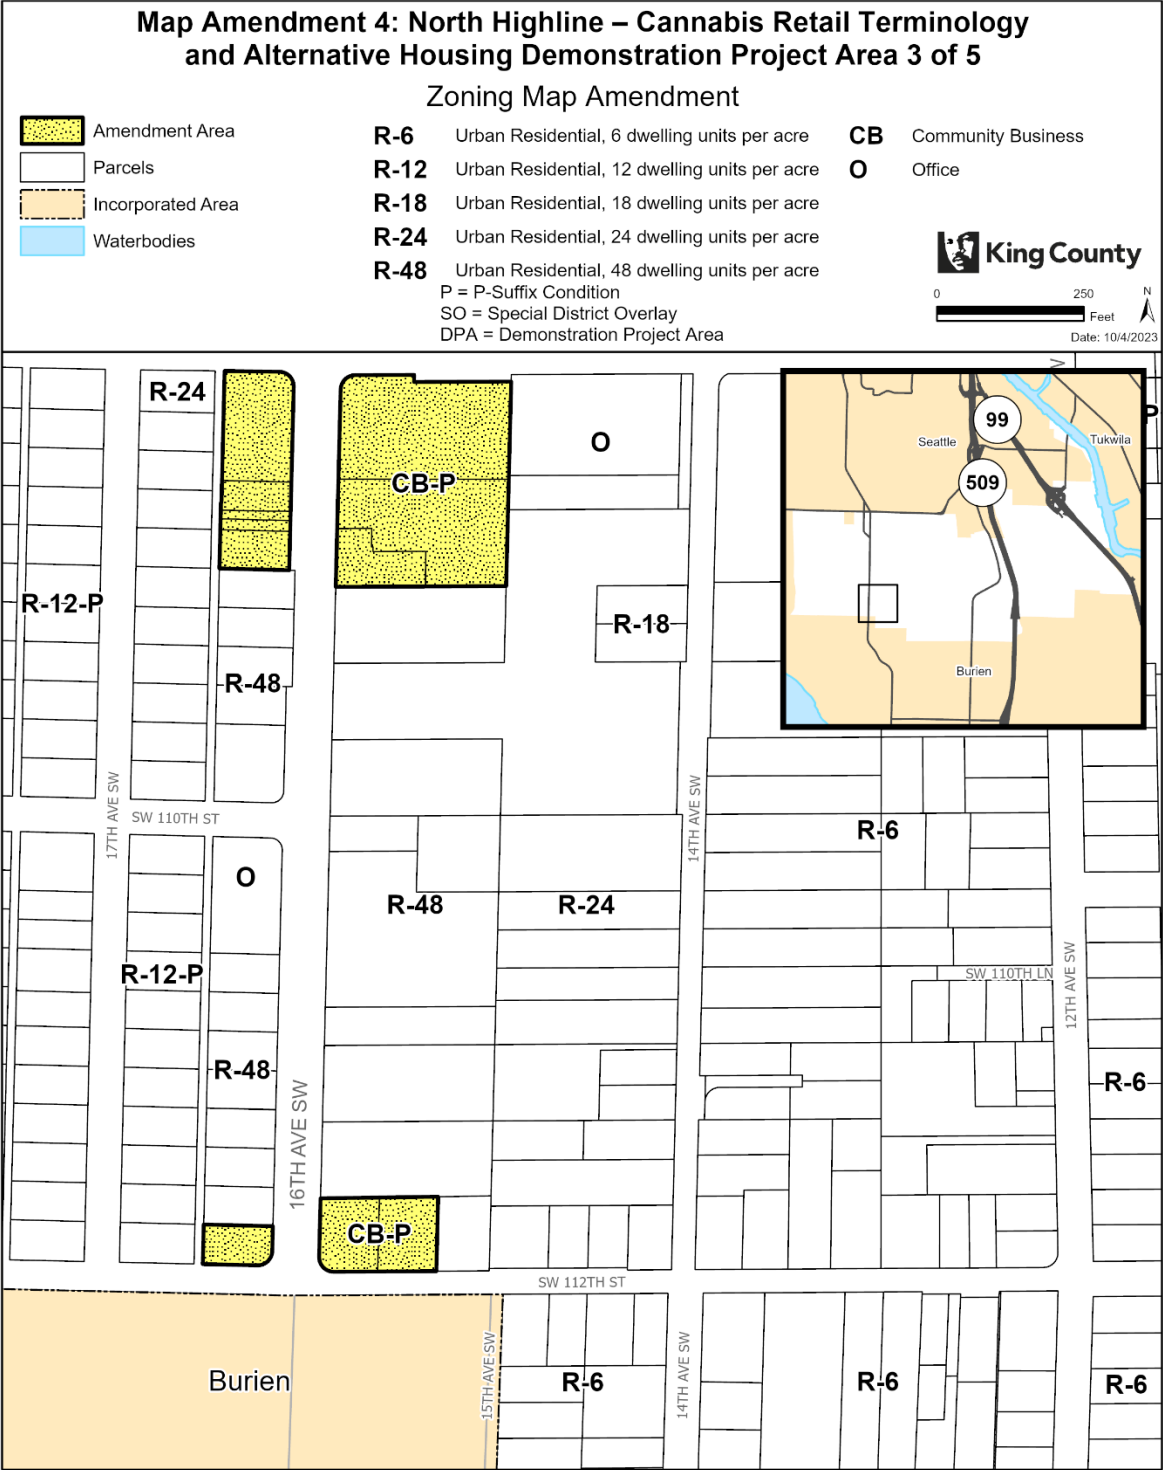 Map Amendment 4: North Highline – Cannabis Retail Terminology
and Alternative Housing Demonstration Project Area 3 of 5
Zoning Map Amendment
Amendment Area
Parcels
Incorporated Area
Waterbodies
R-6 Urban Residential, 6 dwelling units per acre
R-12 Urban Residential, 12 dwelling units per acre
R-18 Urban Residential, 18 dwelling units per acre
R-24 Urban Residential, 24 dwelling units per acre
R-48 Urban Residential, 48 dwelling units per acre
P = P-Suffix Condition
SO = Special District Overlay
DPA = Demonstration Project Area
CB Community Business
O Office
King County
0 250
Feet
N
Date: 10/4/2023
R-24
O
CB-P
R-12-P
R-18
R-48
99
Seattle
Tukwila
509
Burien
P
17TH AVE SW
SW 110TH ST
14TH AVE SW
R-6
O
R-48
R-24
R-12-P
SW 110TH LN
12TH AVE SW
R-48
R-6
16TH AVE SW
CB-P
SW 112TH ST
Burien
15TH AVE SW
R-6
14TH AVE SW
R-6
R-6